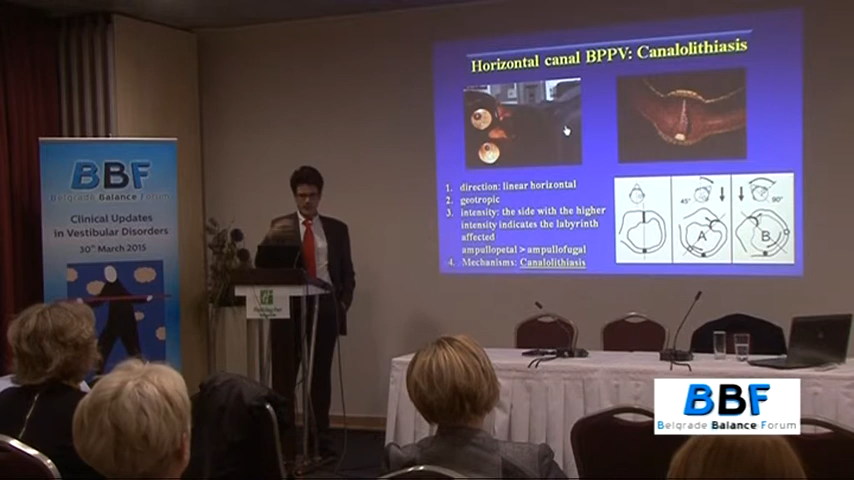 BBF
Belgrade Balance Forum
Clinical Updates
in Vestibular Disorders
30th March 2015
Horizontal canal BPPV: Canalolithiasis
1. direction: linear horizontal
2. geotropic
3. intensity: the side with the higher
intensity indicates the labyrinth
affected
ampullopetal > ampullofugal
4. Mechanisms: Canalolithiasis
45°
90°
A
B
BBF
Belgrade Balance Forum